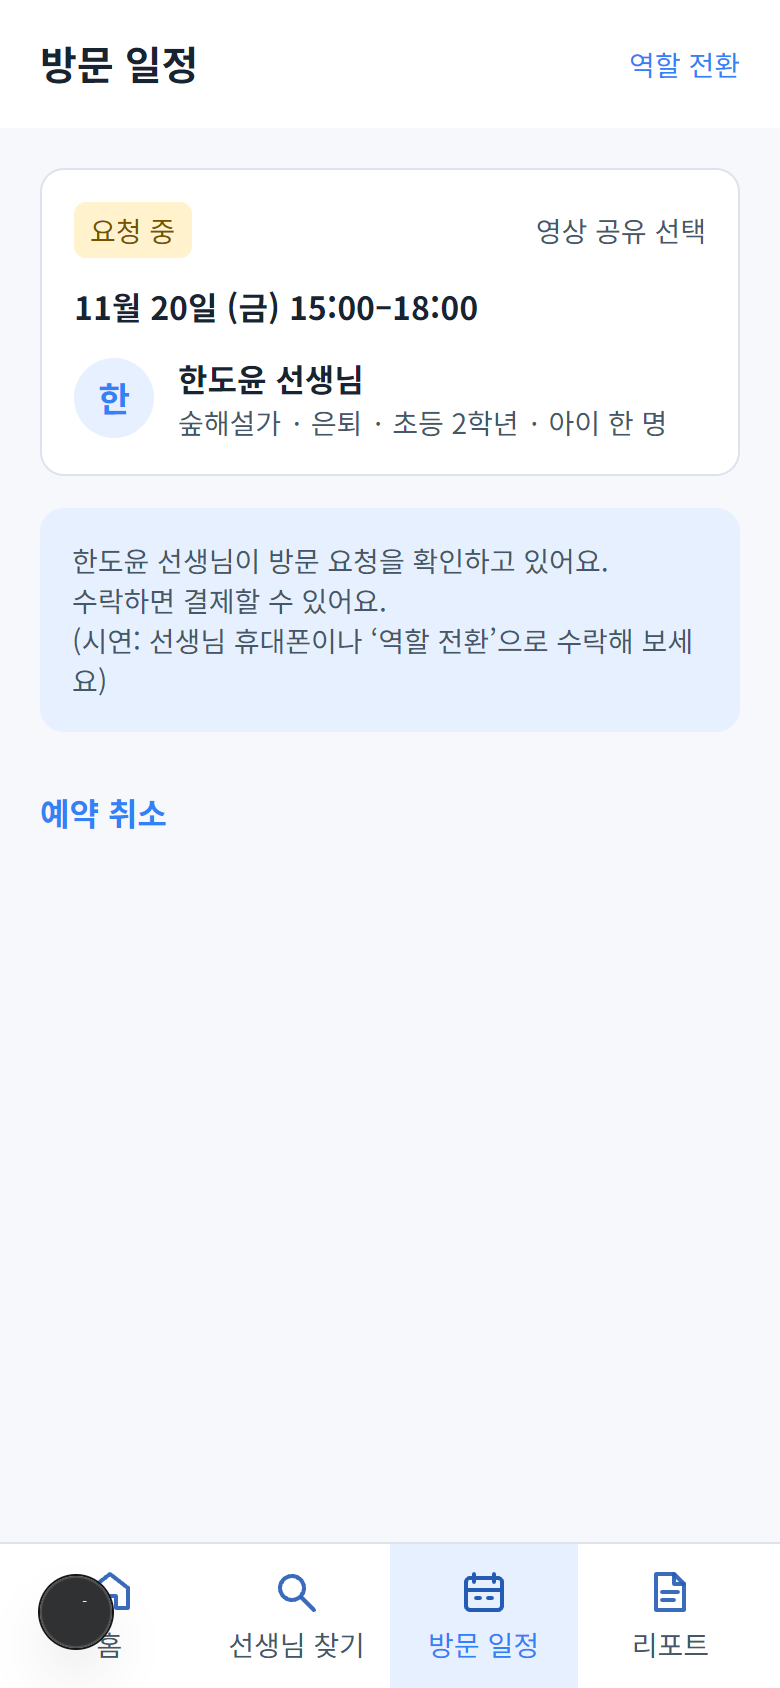 방문 일정
역할 전환
요청 중
영상 공유 선택
11월 20일 (금) 15:00–18:00
한
한도윤 선생님
숲해설가 · 은퇴 · 초등 2학년 · 아이 한 명
한도윤 선생님이 방문 요청을 확인하고 있어요.
수락하면 결제할 수 있어요.
(시연: 선생님 휴대폰이나 ‘역할 전환’으로 수락해 보세
요)
예약 취소
홈
선생님 찾기
방문 일정
리포트